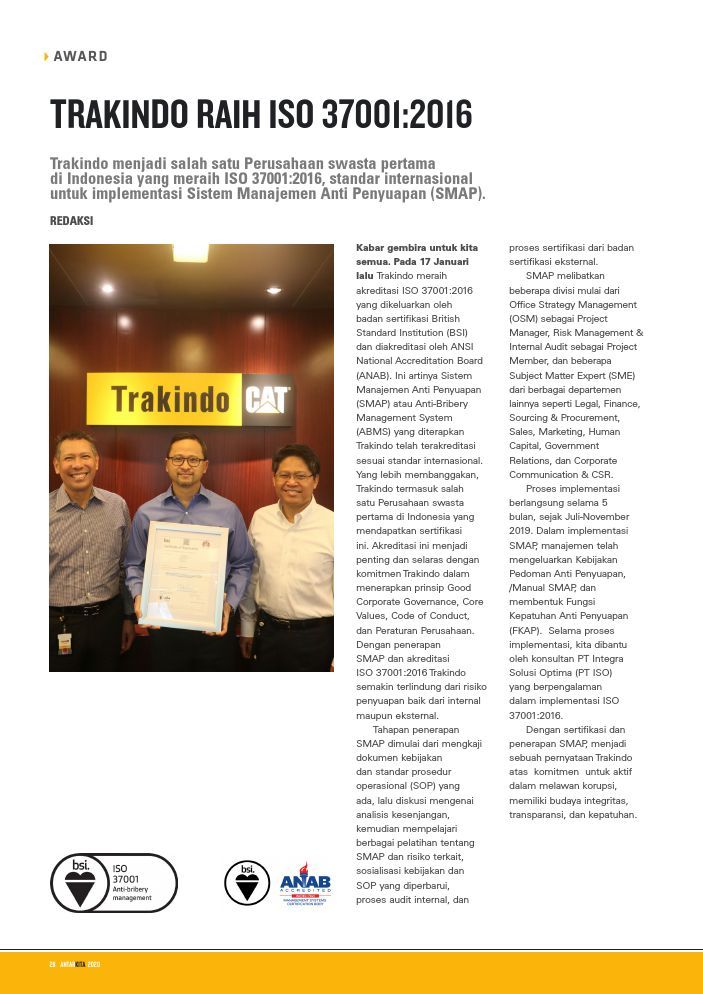 AWARD
TRAKINDO RAIH ISO 37001:2016
Trakindo menjadi salah satu Perusahaan swasta pertama
di Indonesia yang meraih ISO 37001:2016, standar internasional
untuk implementasi Sistem Manajemen Anti Penyuapan (SMAP).
REDAKSI
Trakindo CAT
bsi.
Kabar gembira untuk kita
semua. Pada 17 Januari
lalu Trakindo meraih
akreditasi ISO 37001:2016
yang dikeluarkan oleh
badan sertifikasi British
Standard Institution (BSI)
dan diakreditasi oleh ANSI
National Accreditation Board
(ANAB). Ini artinya Sistem
Manajemen Anti Penyuapan
(SMAP) atau Anti-Bribery
Management System
(ABMS) yang diterapkan
Trakindo telah terakreditasi
sesuai standar internasional.
Yang lebih membanggakan,
Trakindo termasuk salah
satu Perusahaan swasta
pertama di Indonesia yang
mendapatkan sertifikasi
ini. Akreditasi ini menjadi
penting dan selaras dengan
komitmen Trakindo dalam
menerapkan prinsip Good
Corporate Governance, Core
Values, Code of Conduct,
dan Peraturan Perusahaan.
Dengan penerapan
SMAP dan akreditasi
ISO 37001:2016 Trakindo
semakin terlindung dari risiko
penyuapan baik dari internal
maupun eksternal.
Tahapan penerapan
SMAP dimulai dari mengkaji
dokumen kebijakan
dan standar prosedur
operasional (SOP) yang
ada, lalu diskusi mengenai
analisis kesenjangan,
kemudian mempelajari
berbagai pelatihan tentang
SMAP dan risiko terkait,
sosialisasi kebijakan dan
SOP yang diperbarui,
proses audit internal, dan
proses sertifikasi dari badan
sertifikasi eksternal.
SMAP melibatkan
beberapa divisi mulai dari
Office Strategy Management
(OSM) sebagai Project
Manager, Risk Management &
Internal Audit sebagai Project
Member, dan beberapa
Subject Matter Expert (SME)
dari berbagai departemen
lainnya seperti Legal, Finance,
Sourcing & Procurement,
Sales, Marketing, Human
Capital, Government
Relations, dan Corporate
Communication & CSR.
Proses implementasi
berlangsung selama 5
bulan, sejak Juli-November
2019. Dalam implementasi
SMAP, manajemen telah
mengeluarkan Kebijakan
Pedoman Anti Penyuapan,
/Manual SMAP, dan
membentuk Fungsi
Kepatuhan Anti Penyuapan
(FKAP). Selama proses
implementasi, kita dibantu
oleh konsultan PT Integra
Solusi Optima (PT ISO)
yang berpengalaman
dalam implementasi ISO
37001:2016.
Dengan sertifikasi dan
penerapan SMAP, menjadi
sebuah pernyataan Trakindo
atas komitmen untuk aktif
dalam melawan korupsi,
memiliki budaya integritas,
transparansi, dan kepatuhan.
bsi.
ISO
37001
Anti-bribery
management
bsi.
ANAB
ACCREDITED
MANAGEMENT SYSTEMS
CERTIFICATION BODY
28 ANTARKITA 2020